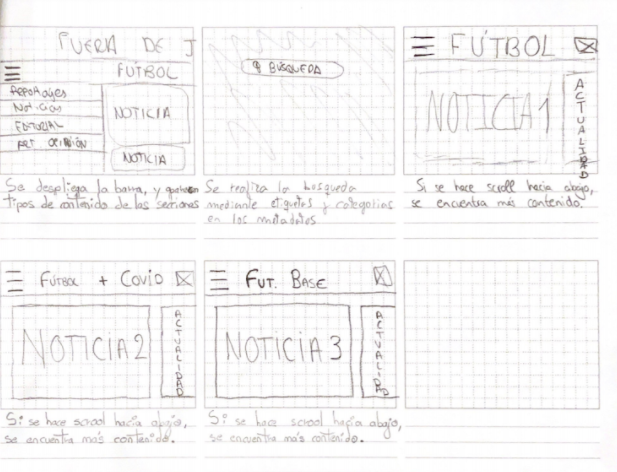 FUERA DE J
FÚTBOL
Reportajes
Noticias
EDITORIAL
ART. OPINIÓN
NOTICIA
NOTICIA
Se despliega la barra, y
tipos de contenido de las secciones
BÚSQUEDA
Se realiza la búsqueda
mediante etiquetas y categorías
en los metadatos
FÚTBOL
NOTICIA 1
ACTUALIDAD
Si se hace scroll hacia abajo,
se encuentra más contenido.
FÚTBOL + COVID
NOTICIA 2
ACTUALIDAD
Si se hace scrool hacia abajo,
se encuentra más contenido.
FUT. BASE
NOTICIA 3
ACTUALIDAD
Si se hace scrool hacia abajo,
se encuentra más contenido.